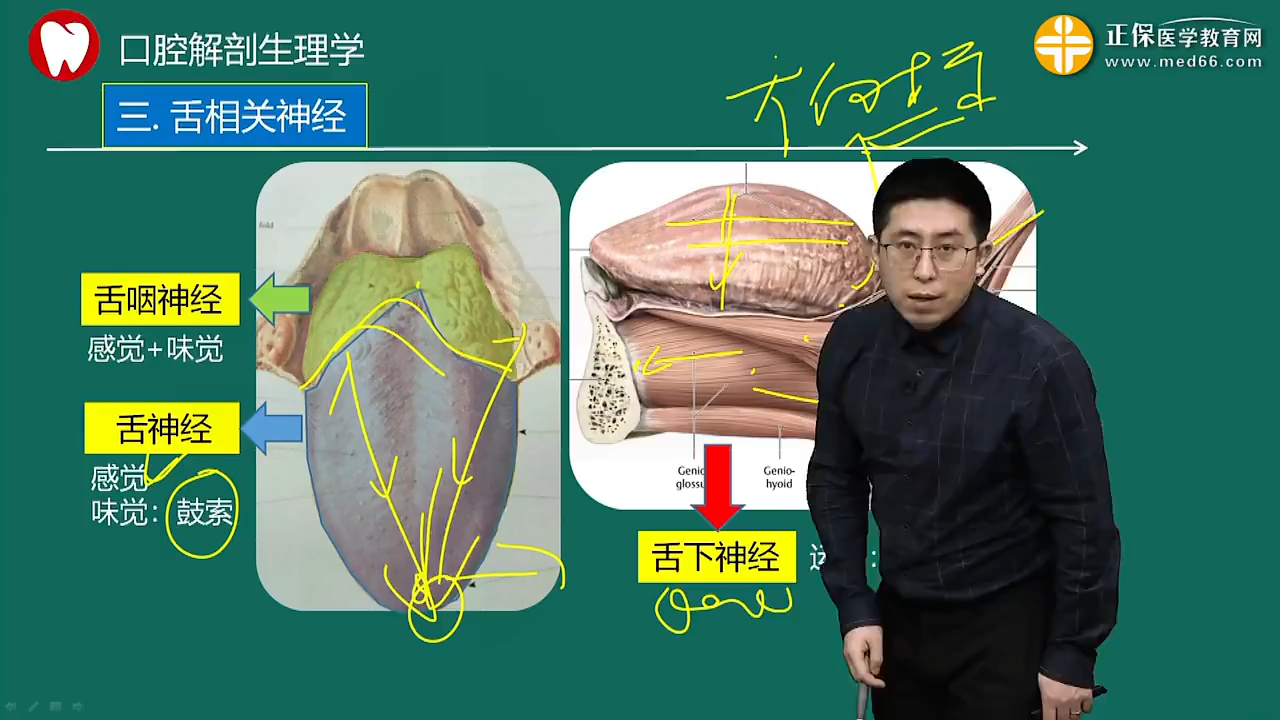 口腔解剖生理学
正保医学教育网
www.med66.com
三. 舌相关神经
fold
舌咽神经
感觉+味觉
舌神经
感觉
味觉：鼓索
Genio-
hyoid
舌下神经